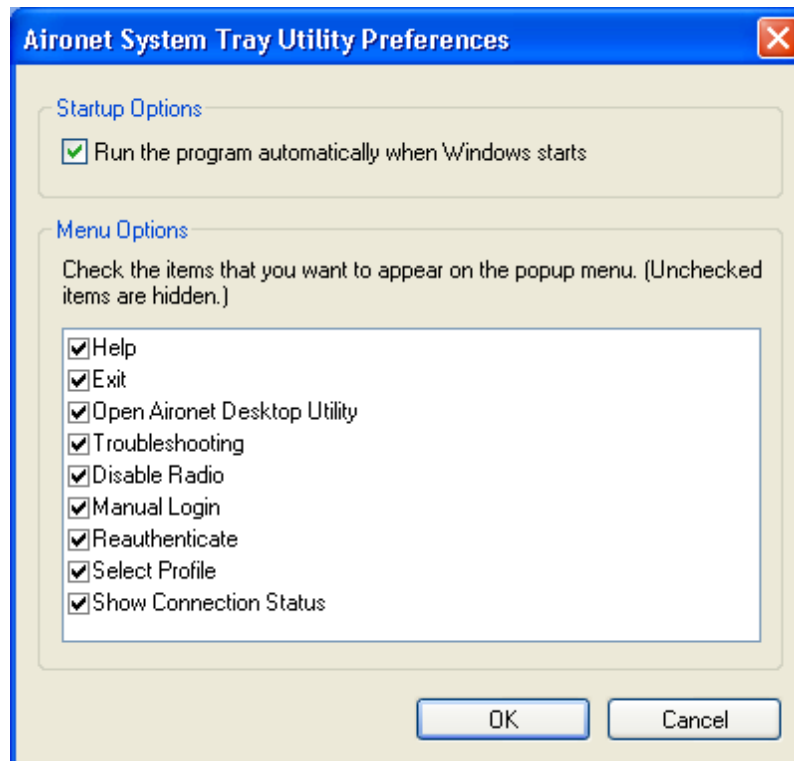 Aironet System Tray Utility Preferences
Startup Options
Run the program automatically when Windows starts
Menu Options
Check the items that you want to appear on the popup menu. (Unchecked
items are hidden.)
Help
Exit
Open Aironet Desktop Utility
Troubleshooting
Disable Radio
Manual Login
Reauthenticate
Select Profile
Show Connection Status
OK
Cancel